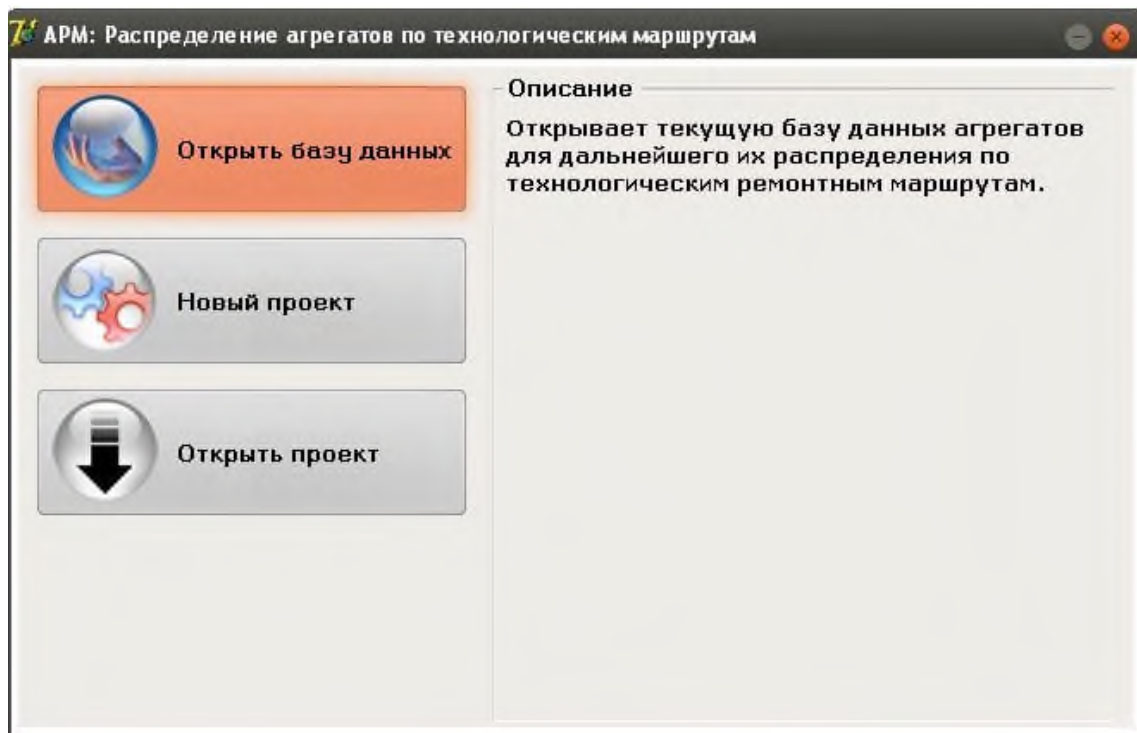 АРМ: Распределение агрегатов по технологическим маршрутам
Открыть базу данных
Новый проект
Открыть проект
Описание
Открывает текущую базу данных агрегатов
для дальнейшего их распределения по
технологическим ремонтным маршрутам.